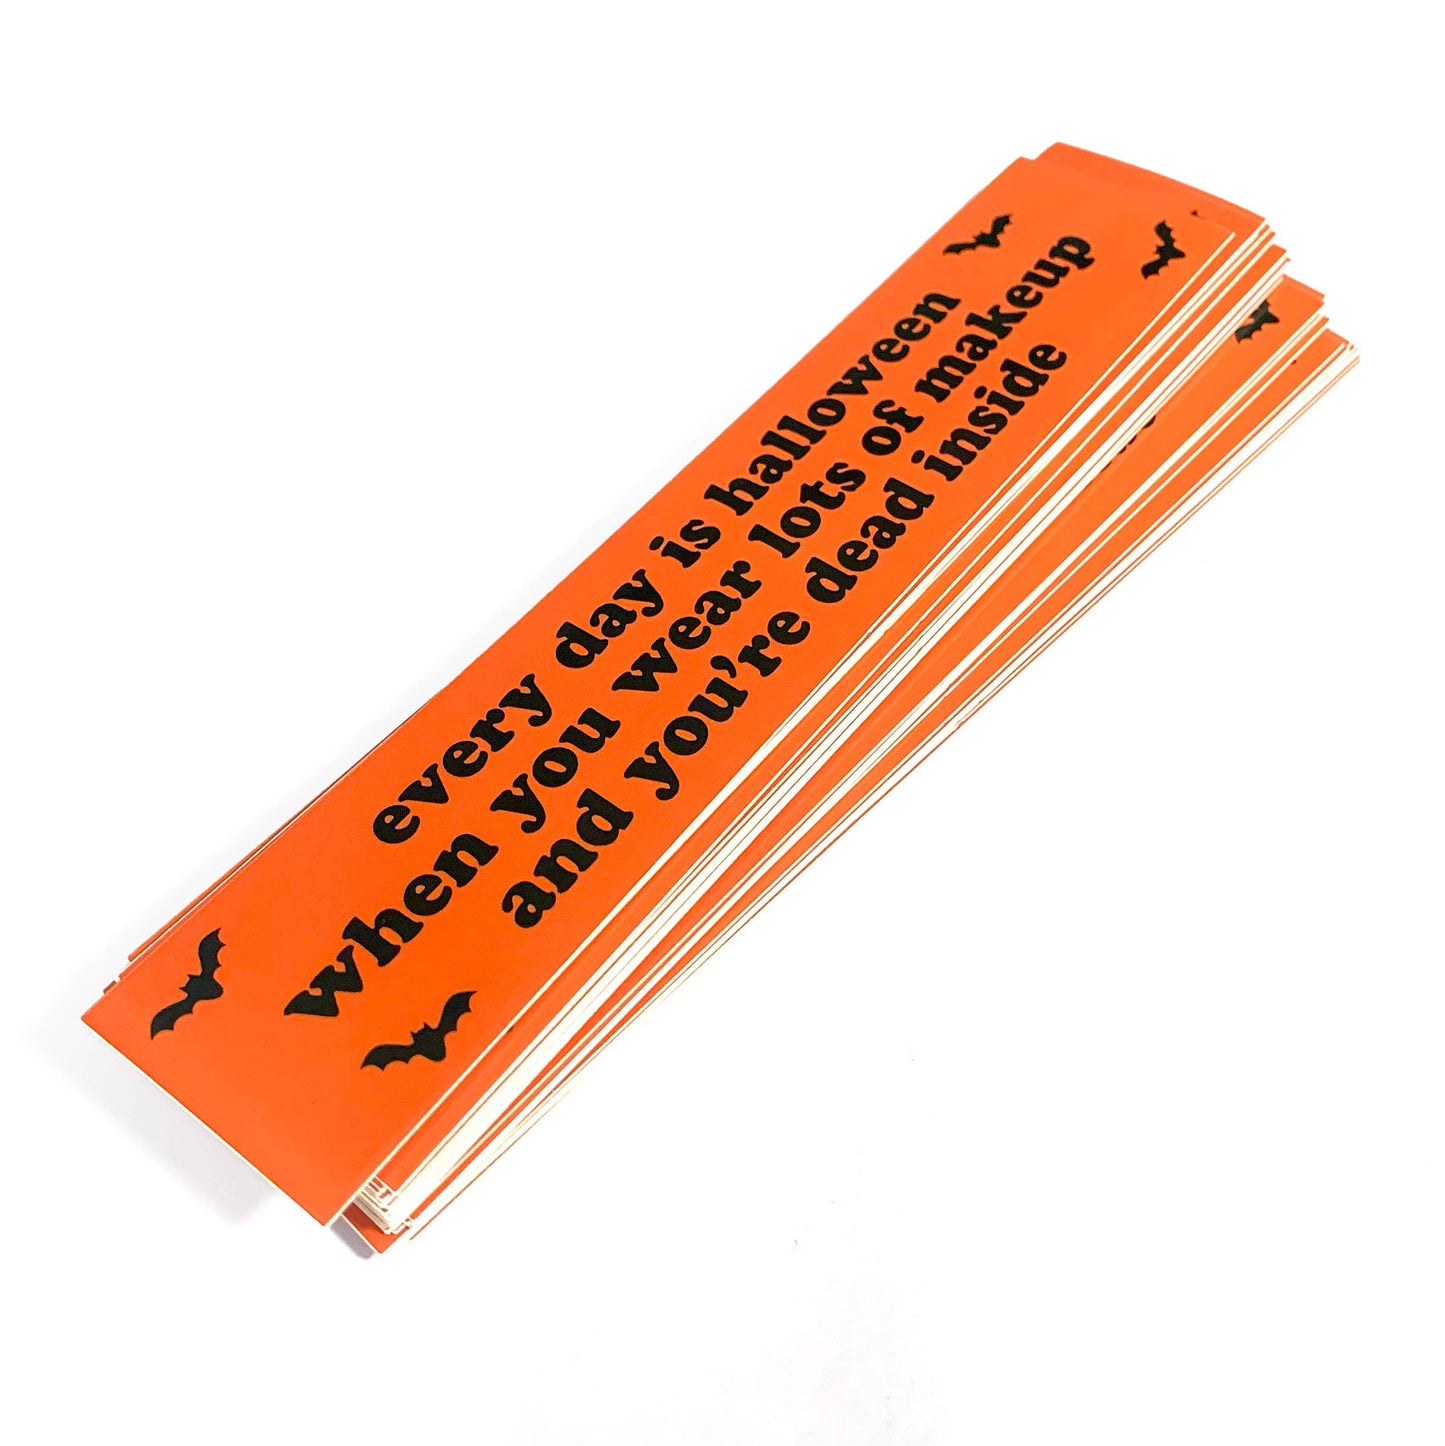 every day is halloween
when you wear lots of makeup
and you're dead inside